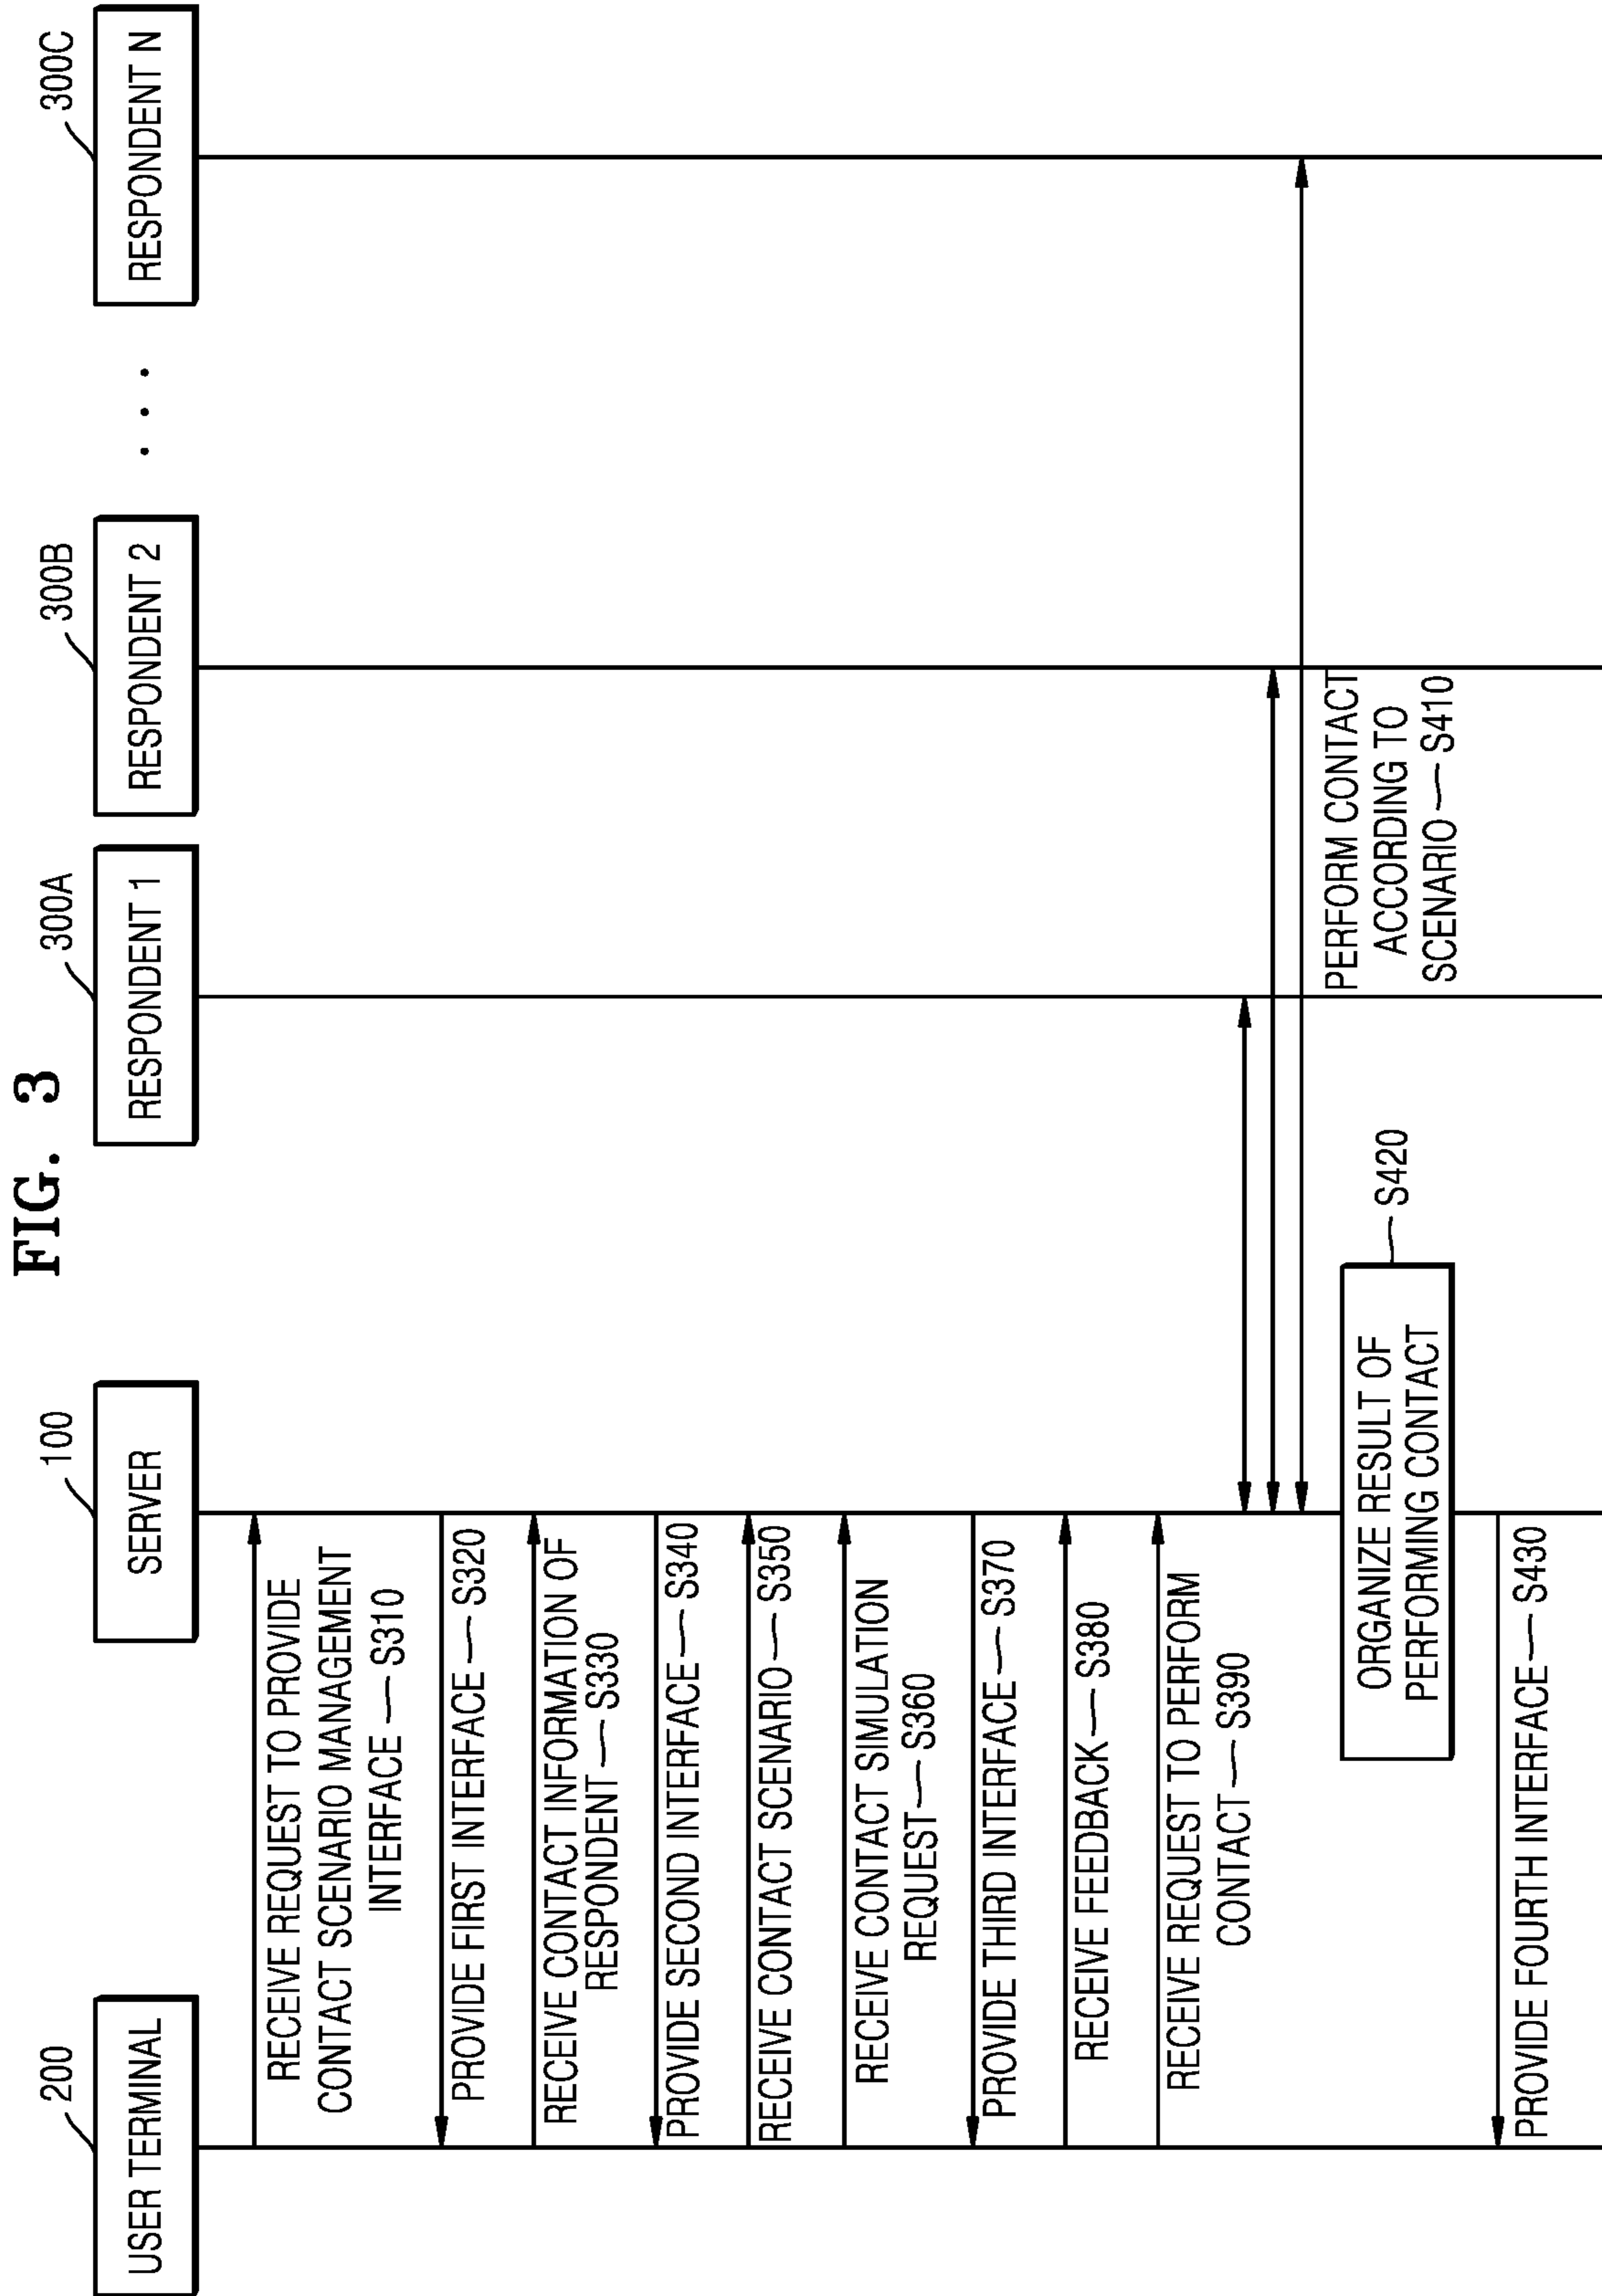 FIG. 3
200
100
300A
300B
300C
USER TERMINAL
SERVER
RESPONDENT 1
RESPONDENT 2
. . .
RESPONDENT N
RECEIVE REQUEST TO PROVIDE
CONTACT SCENARIO MANAGEMENT
INTERFACE—S310
PROVIDE FIRST INTERFACE—S320
RECEIVE CONTACT INFORMATION OF
RESPONDENT—S330
PROVIDE SECOND INTERFACE—S340
RECEIVE CONTACT SCENARIO—S350
RECEIVE CONTACT SIMULATION
REQUEST—S360
PROVIDE THIRD INTERFACE—S370
RECEIVE FEEDBACK—S380
RECEIVE REQUEST TO PERFORM
CONTACT—S390
PERFORM CONTACT
ACCORDING TO
SCENARIO—S410
ORGANIZE RESULT OF
PERFORMING CONTACT
S420
PROVIDE FOURTH INTERFACE—S430